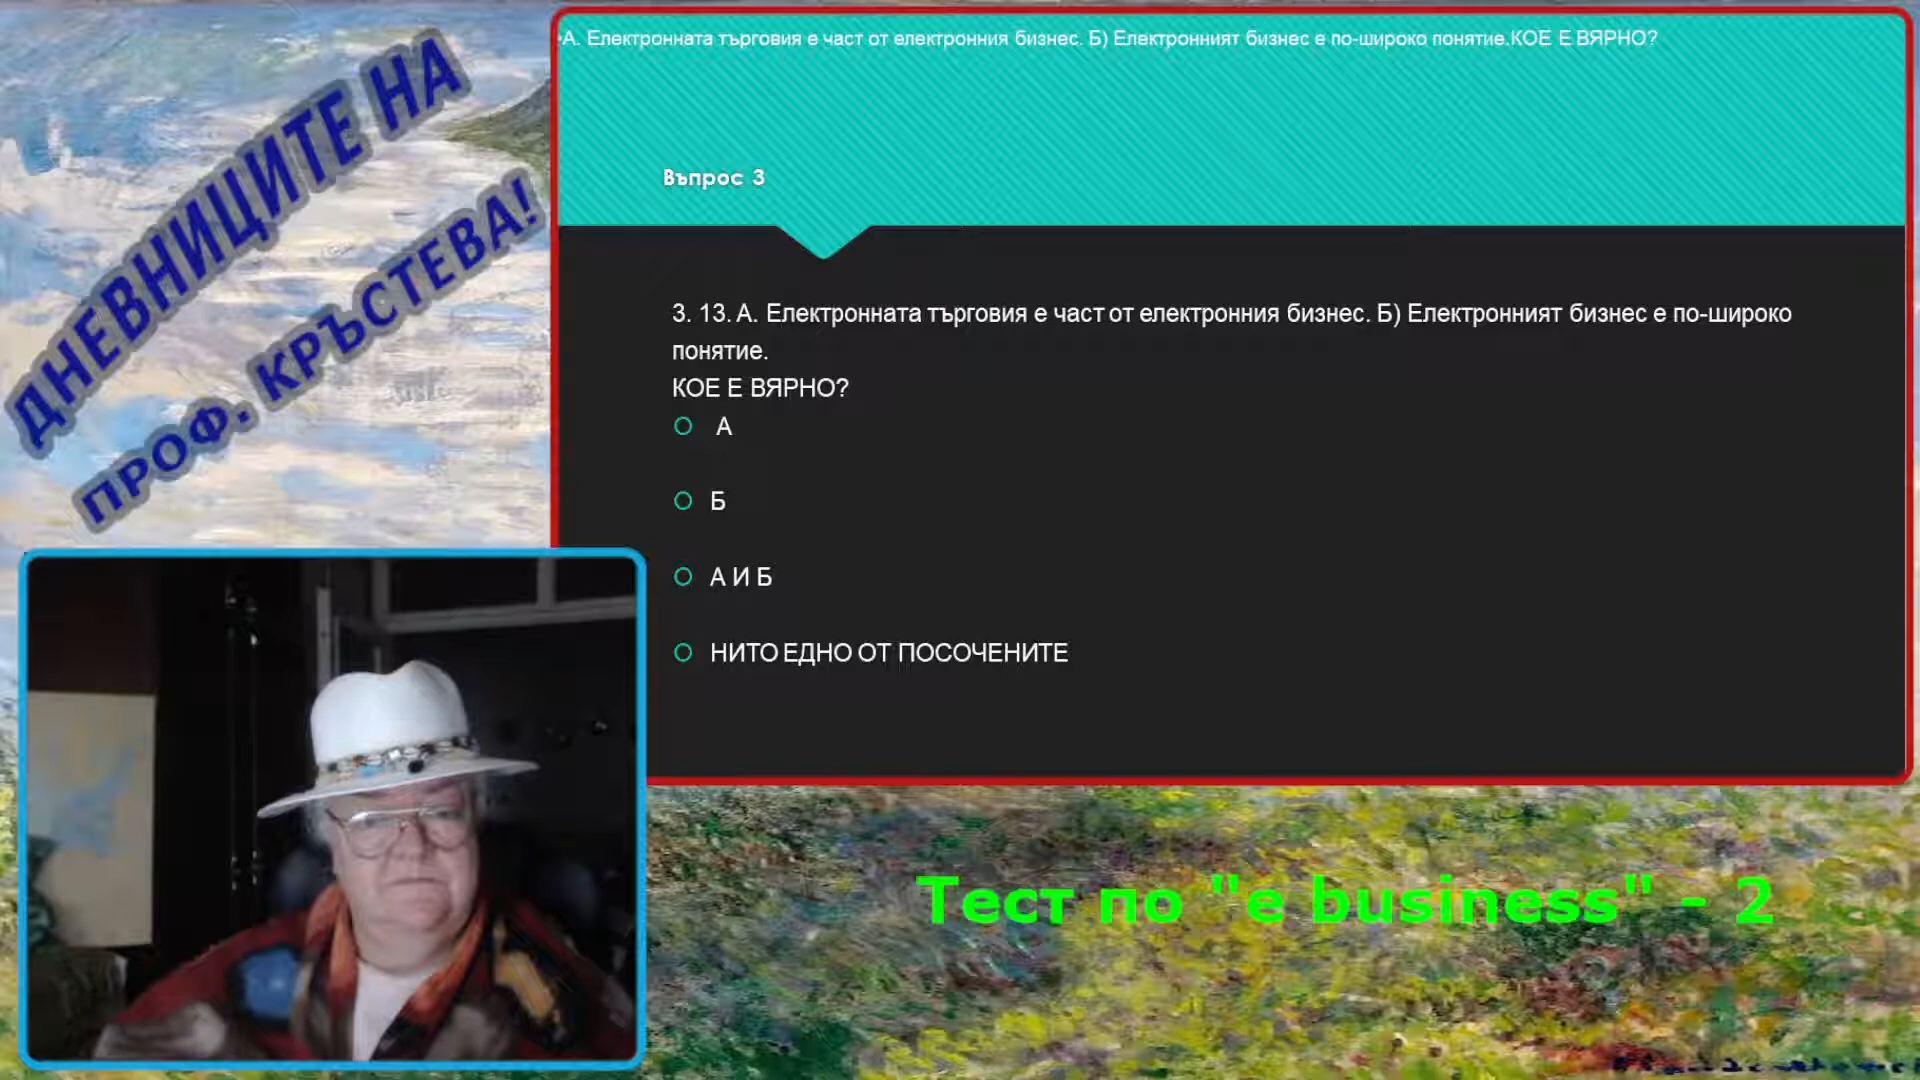 ДНЕВНИЦИТЕ НА
ПРОФ. КРЪСТЕВА!
А. Електронната търговия е част от електронния бизнес. Б) Електронният бизнес е по-широко понятие.КОЕ Е ВЯРНО?
Въпрос 3
3. 13. А. Електронната търговия е част от електронния бизнес. Б) Електронният бизнес е по-широко
понятие.
КОЕ Е ВЯРНО?
А
Б
А И Б
НИТО ЕДНО ОТ ПОСОЧЕНИТЕ
Тест по "e business" - 2